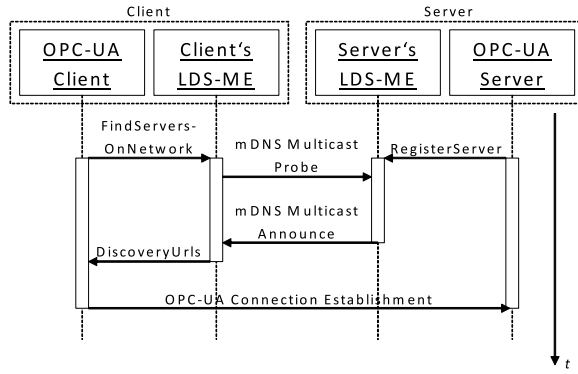 Client
Server
OPC-UA
Client
Client's
LDS-ME
Server's
LDS-ME
OPC-UA
Server
FindServers-
OnNetwork
mDNS Multicast
Probe
RegisterServer
mDNS Multicast
Announce
DiscoveryUrls
OPC-UA Connection Establishment
t